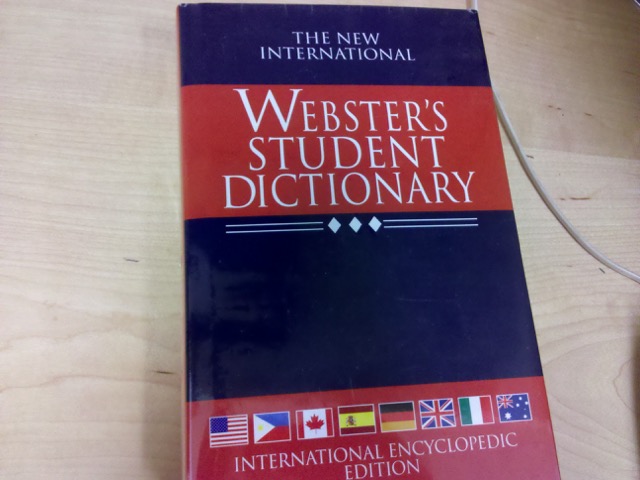 THE NEW
INTERNATIONAL
WEBSTER'S
STUDENT
DICTIONARY
INTERNATIONAL ENCYCLOPEDIC
EDITION